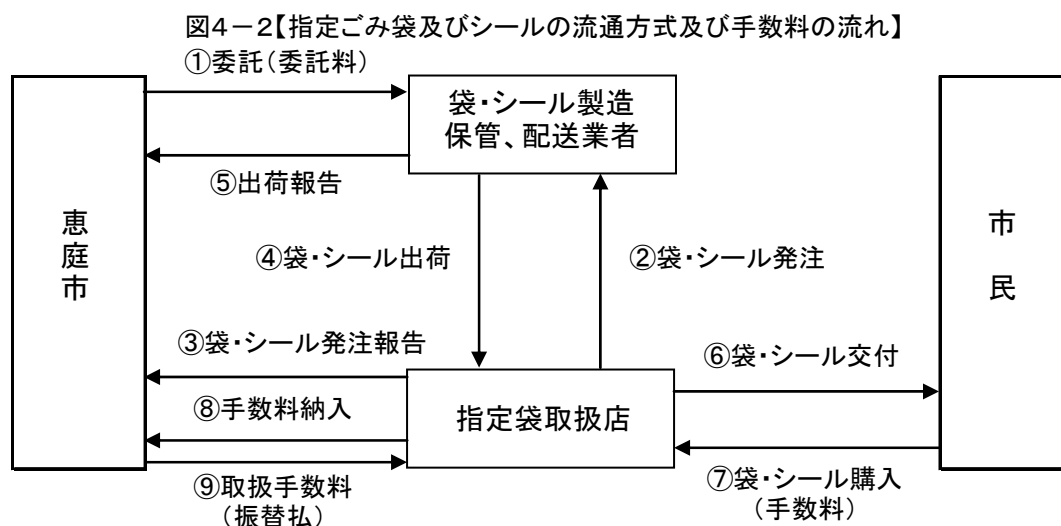 図4-2【指定ごみ袋及びシールの流通方式及び手数料の流れ】
①委託(委託料)
袋・シール製造
保管、配送業者
⑤出荷報告
恵庭市
市民
④袋・シール出荷
②袋・シール発注
③袋・シール発注報告
⑥袋・シール交付
⑧手数料納入
指定袋取扱店
⑨取扱手数料
(振替払)
⑦袋・シール購入
(手数料)